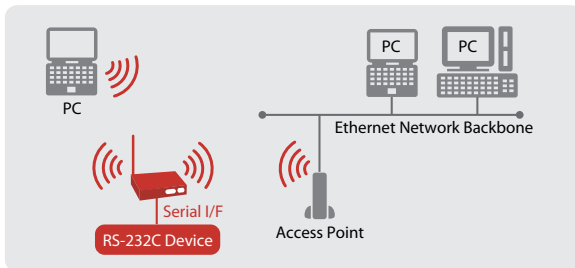 PC
PC
PC
Ethernet Network Backbone
Serial I/F
RS-232C Device
Access Point